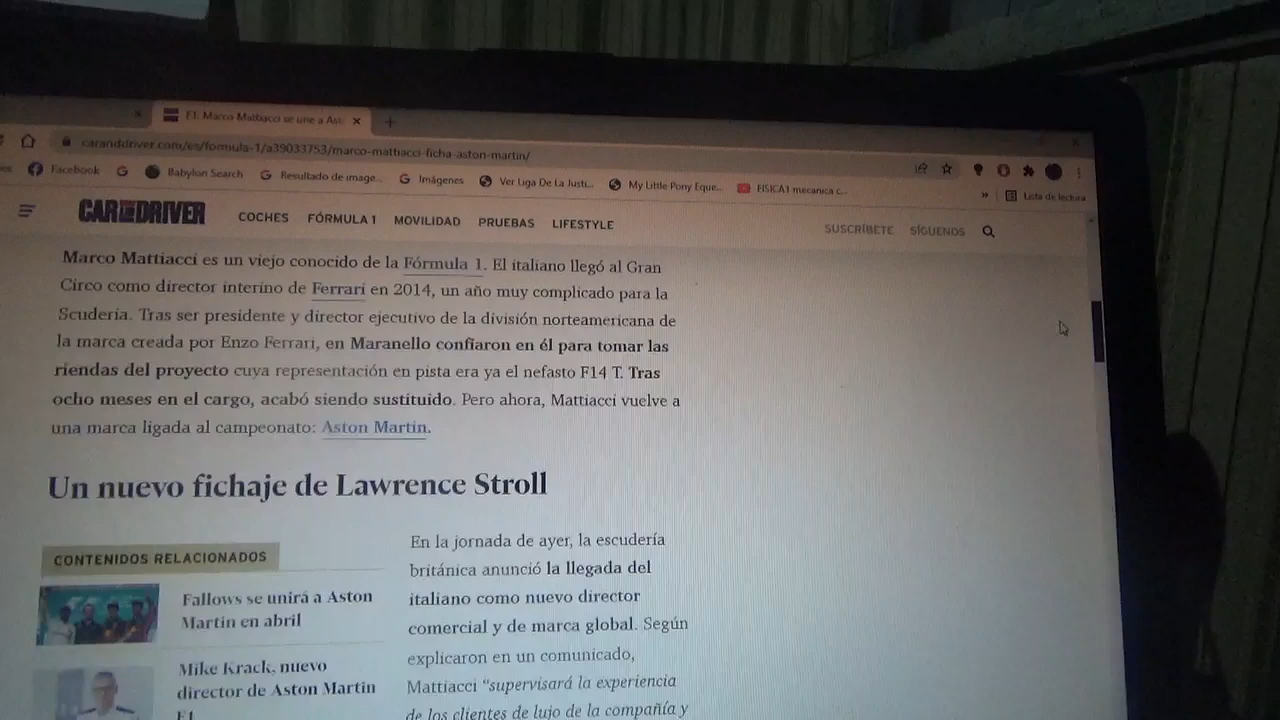 F1: Marco Mattiacci se une a Ast
caranddriver.com/es/formula-1/a39033753/marco-mattiacci-ficha-aston-martin/
Facebook
Babylon Search
Resultado de image...
Imágenes
Ver Liga De La Justi...
My Little Pony Eque...
FISICA1 mecanica c...
»
Lista de lectura
CAR AND DRIVER
COCHES
FÓRMULA 1
MOVILIDAD
PRUEBAS
LIFESTYLE
SUSCRÍBETE
SÍGUENOS
Marco Mattiacci es un viejo conocido de la Fórmula 1. El italiano llegó al Gran
Circo como director interino de Ferrari en 2014, un año muy complicado para la
Scuderia. Tras ser presidente y director ejecutivo de la división norteamericana de
la marca creada por Enzo Ferrari, en Maranello confiaron en él para tomar las
riendas del proyecto cuya representación en pista era ya el nefasto F14 T. Tras
ocho meses en el cargo, acabó siendo sustituido. Pero ahora, Mattiacci vuelve a
una marca ligada al campeonato: Aston Martin.
Un nuevo fichaje de Lawrence Stroll
CONTENIDOS RELACIONADOS
Fallows se unirá a Aston
Martin en abril
Mike Krack, nuevo
director de Aston Martin
F1
En la jornada de ayer, la escudería
británica anunció la llegada del
italiano como nuevo director
comercial y de marca global. Según
explicaron en un comunicado,
Mattiacci “supervisará la experiencia
de los clientes de lujo de la compañía y